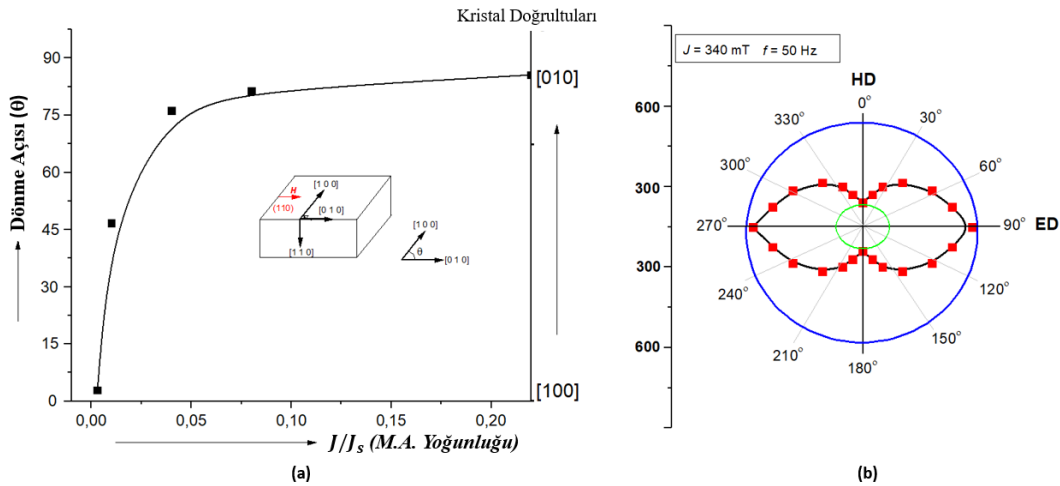 Kristal Doğrultuları
Dönme Açısı (θ)
90
75
60
45
30
15
0
0,00
0,05
0,10
0,15
0,20
J/Js (M.A. Yoğunluğu)
[010]
[100]
H
(110)
[1 0 0]
[0 1 0]
[1 1 0]
[1 0 0]
θ
[0 1 0]
(a)
J = 340 mT f = 50 Hz
HD
600
300
300
600
0°
30°
60°
90°
ED
120°
150°
180°
210°
240°
270°
300°
330°
(b)